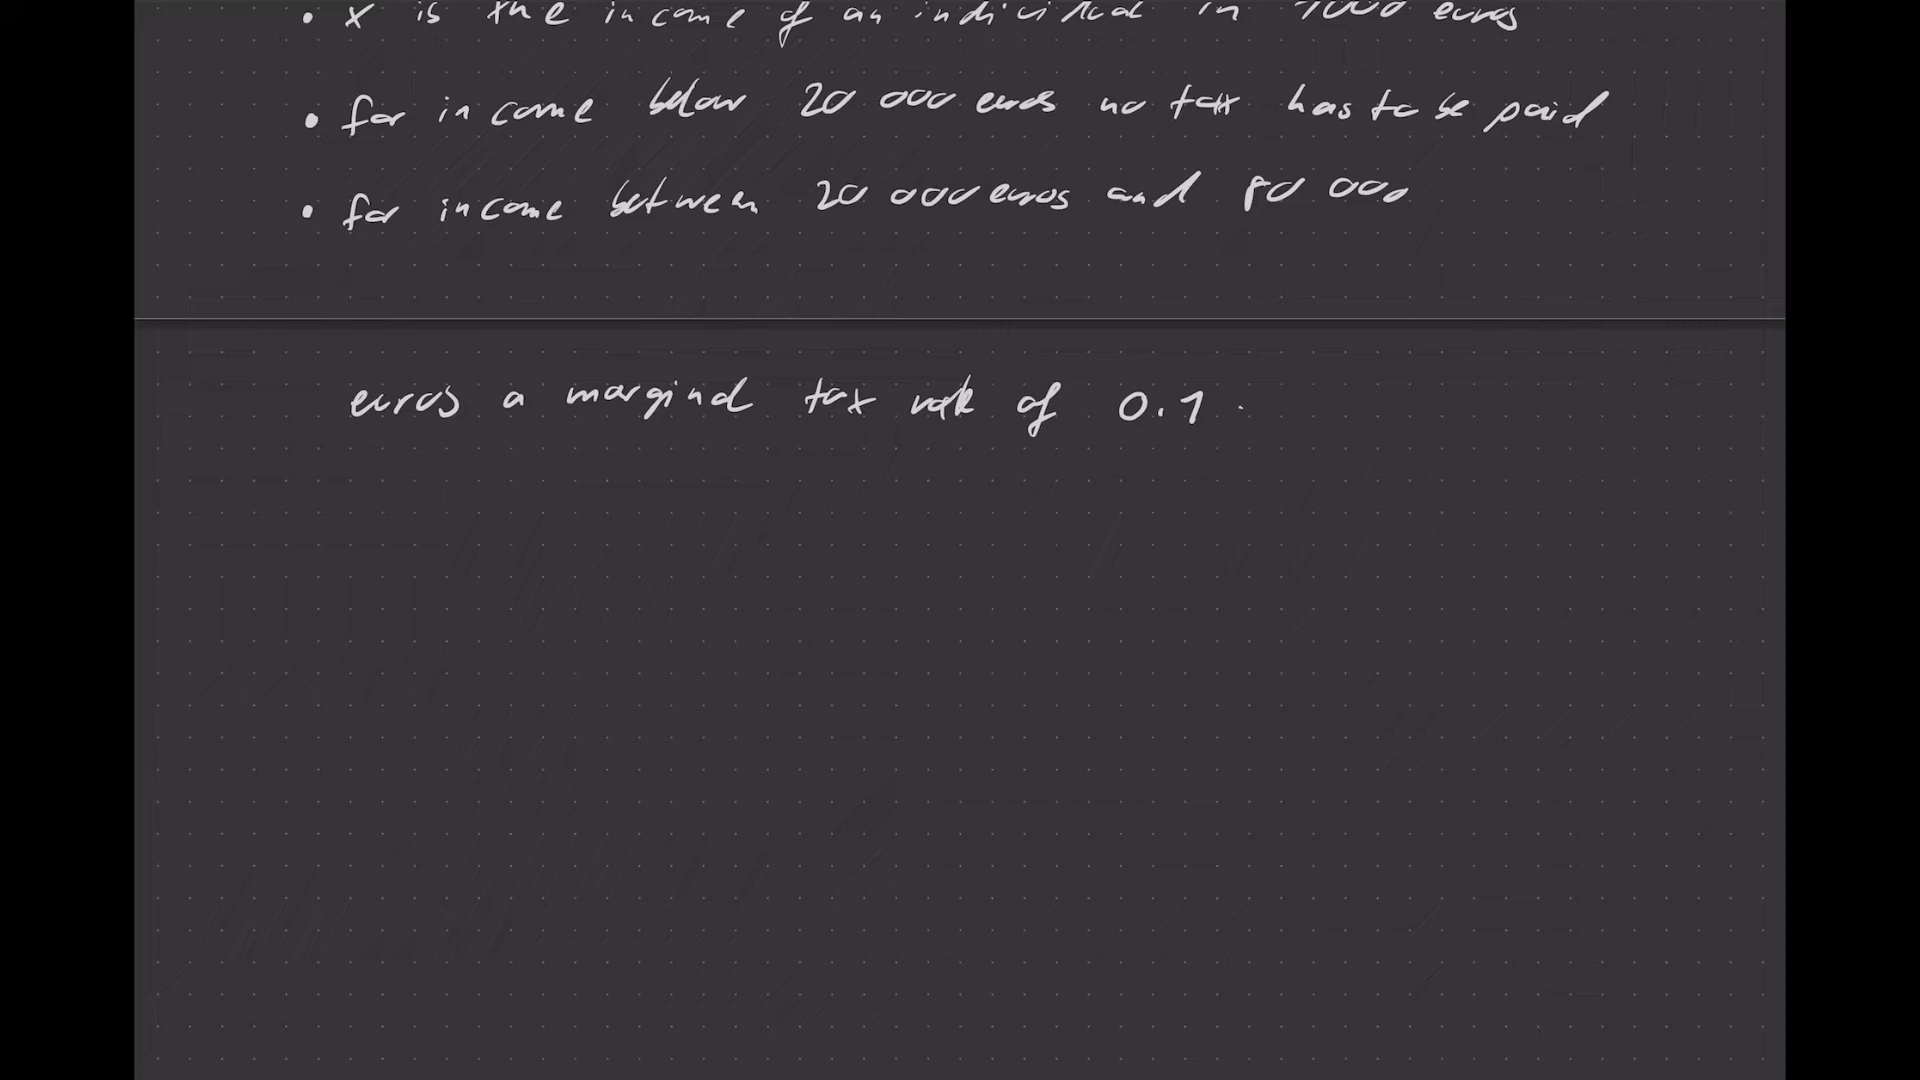 • x is the income of an individual in 1000 euros
• for income below 20 000 euros no tax has to be paid
• for income between 20 000 euros and 80 000
euros a marginal tax rate of 0.1.